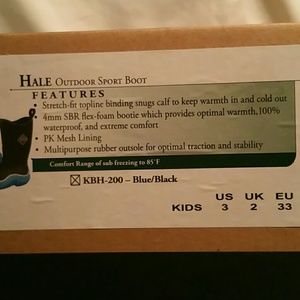 HALE OUTDOOR SPORT BOOT
FEATURES
• Stretch-fit topline binding snugs calf to keep warmth in and cold out
• 4mm SBR flex-foam bootie which provides optimal warmth,100%
waterproof, and extreme comfort
• PK Mesh Lining
• Multipurpose rubber outsole for optimal traction and stability
Comfort Range of sub freezing to 85°F
☒ KBH-200 – Blue/Black
US UK EU
KIDS 3 2 33